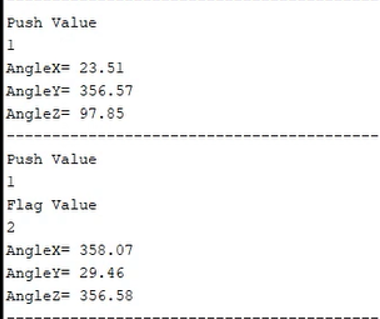 Push Value
1
AngleX= 23.51
AngleY= 356.57
AngleZ= 97.85
----------------------------------------
Push Value
1
Flag Value
2
AngleX= 358.07
AngleY= 29.46
AngleZ= 356.58
----------------------------------------